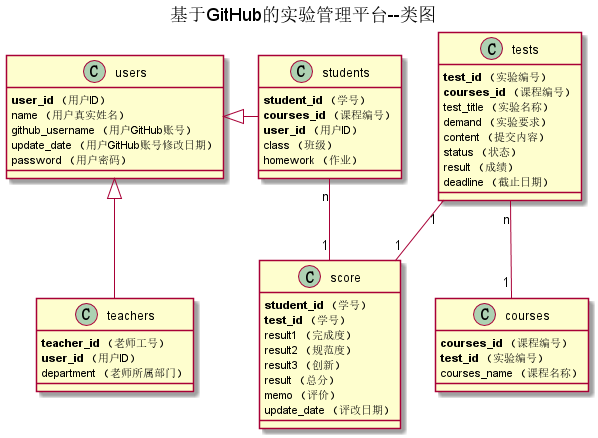 基于GitHub的实验管理平台--类图
C users
user_id （用户ID）
name （用户真实姓名）
github_username （用户GitHub账号）
update_date （用户GitHub账号修改日期）
password （用户密码）
C students
student_id （学号）
courses_id （课程编号）
user_id （用户ID）
class （班级）
homework （作业）
C tests
test_id （实验编号）
courses_id （课程编号）
test_title （实验名称）
demand （实验要求）
content （提交内容）
status （状态）
result （成绩）
deadline （截止日期）
n
1
1
1
n
1
C teachers
teacher_id （老师工号）
user_id （用户ID）
department （老师所属部门）
C score
student_id （学号）
test_id （学号）
result1 （完成度）
result2 （规范度）
result3 （创新）
result （总分）
memo （评价）
update_date （评改日期）
C courses
courses_id （课程编号）
test_id （实验编号）
courses_name （课程名称）